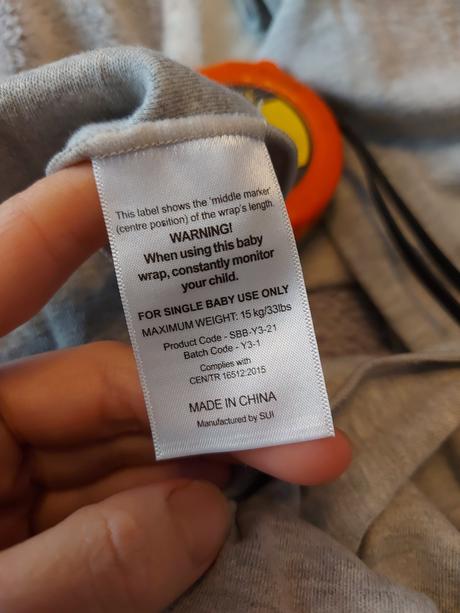 This label shows the 'middle marker'
(centre position) of the wrap's length.
WARNING!
When using this baby
wrap, constantly monitor
your child.
FOR SINGLE BABY USE ONLY
MAXIMUM WEIGHT: 15 kg/33lbs
Product Code - SBB-Y3-21
Batch Code - Y3-1
Complies with
CEN/TR 16512:2015
MADE IN CHINA
Manufactured by SUI